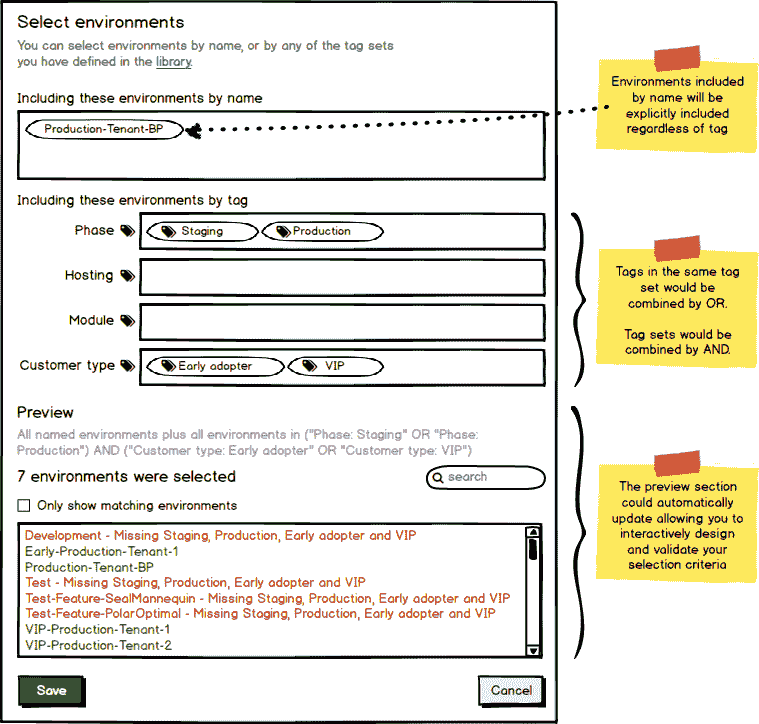 Select environments
You can select environments by name, or by any of the tag sets
you have defined in the library.
Including these environments by name
Production-Tenant-BP
Environments included
by name will be
explicitly included
regardless of tag
Including these environments by tag
Phase
Staging
Production
Hosting
Module
Customer type
Early adopter
VIP
Tags in the same tag
set would be
combined by OR.
Tag sets would be
combined by AND.
Preview
All named environments plus all environments in ("Phase: Staging" OR "Phase:
Production") AND ("Customer type: Early adopter" OR "Customer type: VIP")
7 environments were selected
search
Only show matching environments
Development - Missing Staging, Production, Early adopter and VIP
Early-Production-Tenant-1
Production-Tenant-BP
Test - Missing Staging, Production, Early adopter and VIP
Test-Feature-SealMannequin - Missing Staging, Production, Early adopter and VIP
Test-Feature-PolarOptimal - Missing Staging, Production, Early adopter and VIP
VIP-Production-Tenant-1
VIP-Production-Tenant-2
The preview section
could automatically
update allowing you to
interactively design
and validate your
selection criteria
Save
Cancel